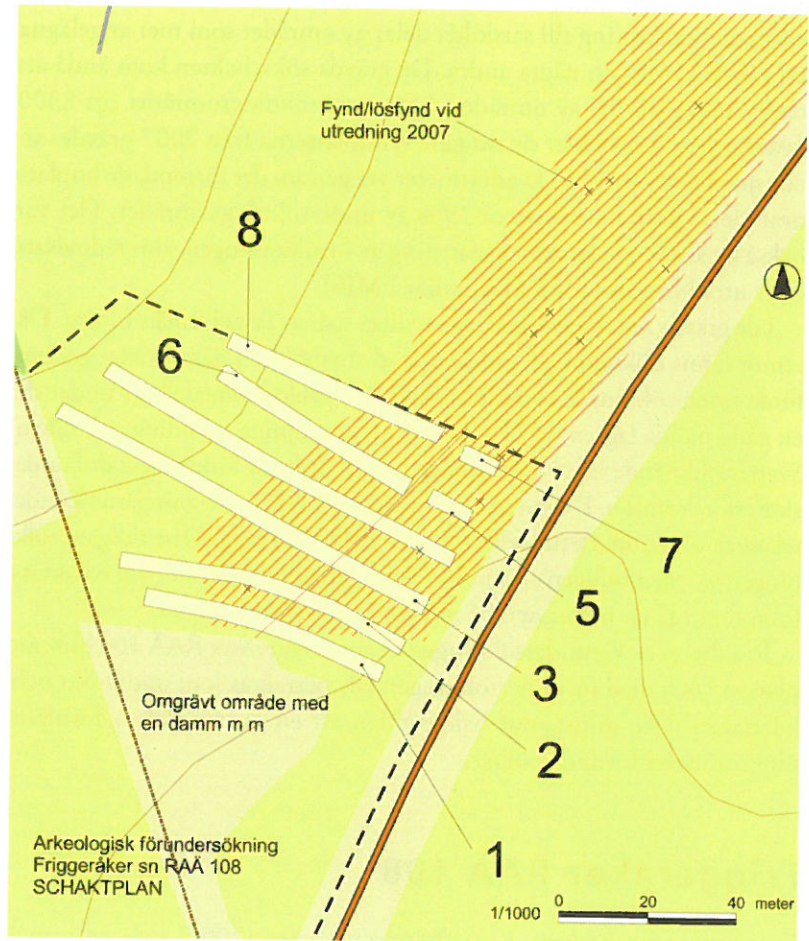 Fynd/lösfynd vid
utredning 2007
8
6
7
5
3
2
1
Omgrävt område med
en damm m m
Arkeologisk förundersökning
Friggeråker sn RAÄ 108
SCHAKTPLAN
1/1000
0 20 40 meter